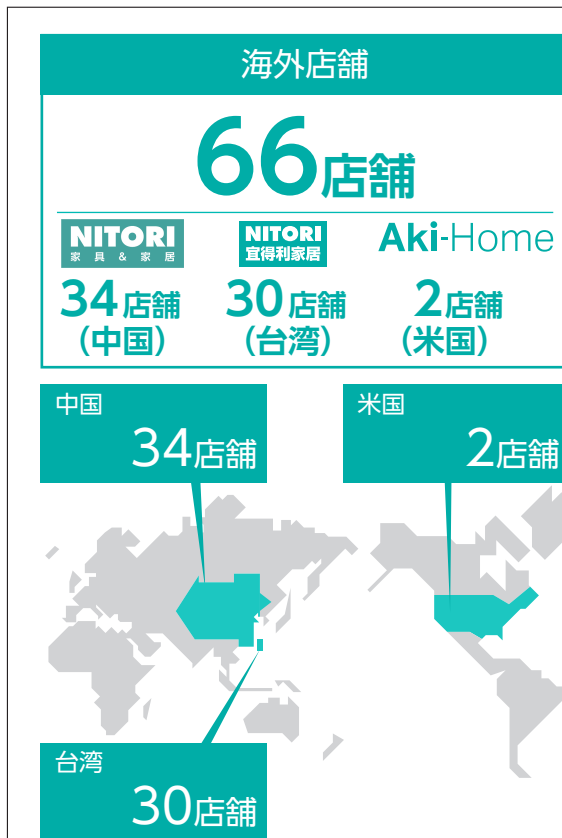 海外店舗
66店舗
NITORI
家具&家居
34店舗
(中国)
NITORI
宜得利家居
30店舗
(台湾)
Aki-Home
2店舗
(米国)
中国
34店舗
米国
2店舗
台湾
30店舗